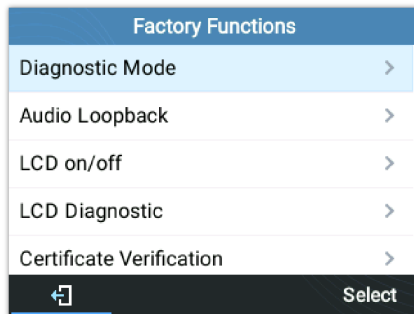 Factory Functions
Diagnostic Mode
Audio Loopback
LCD on/off
LCD Diagnostic
Certificate Verification
Select